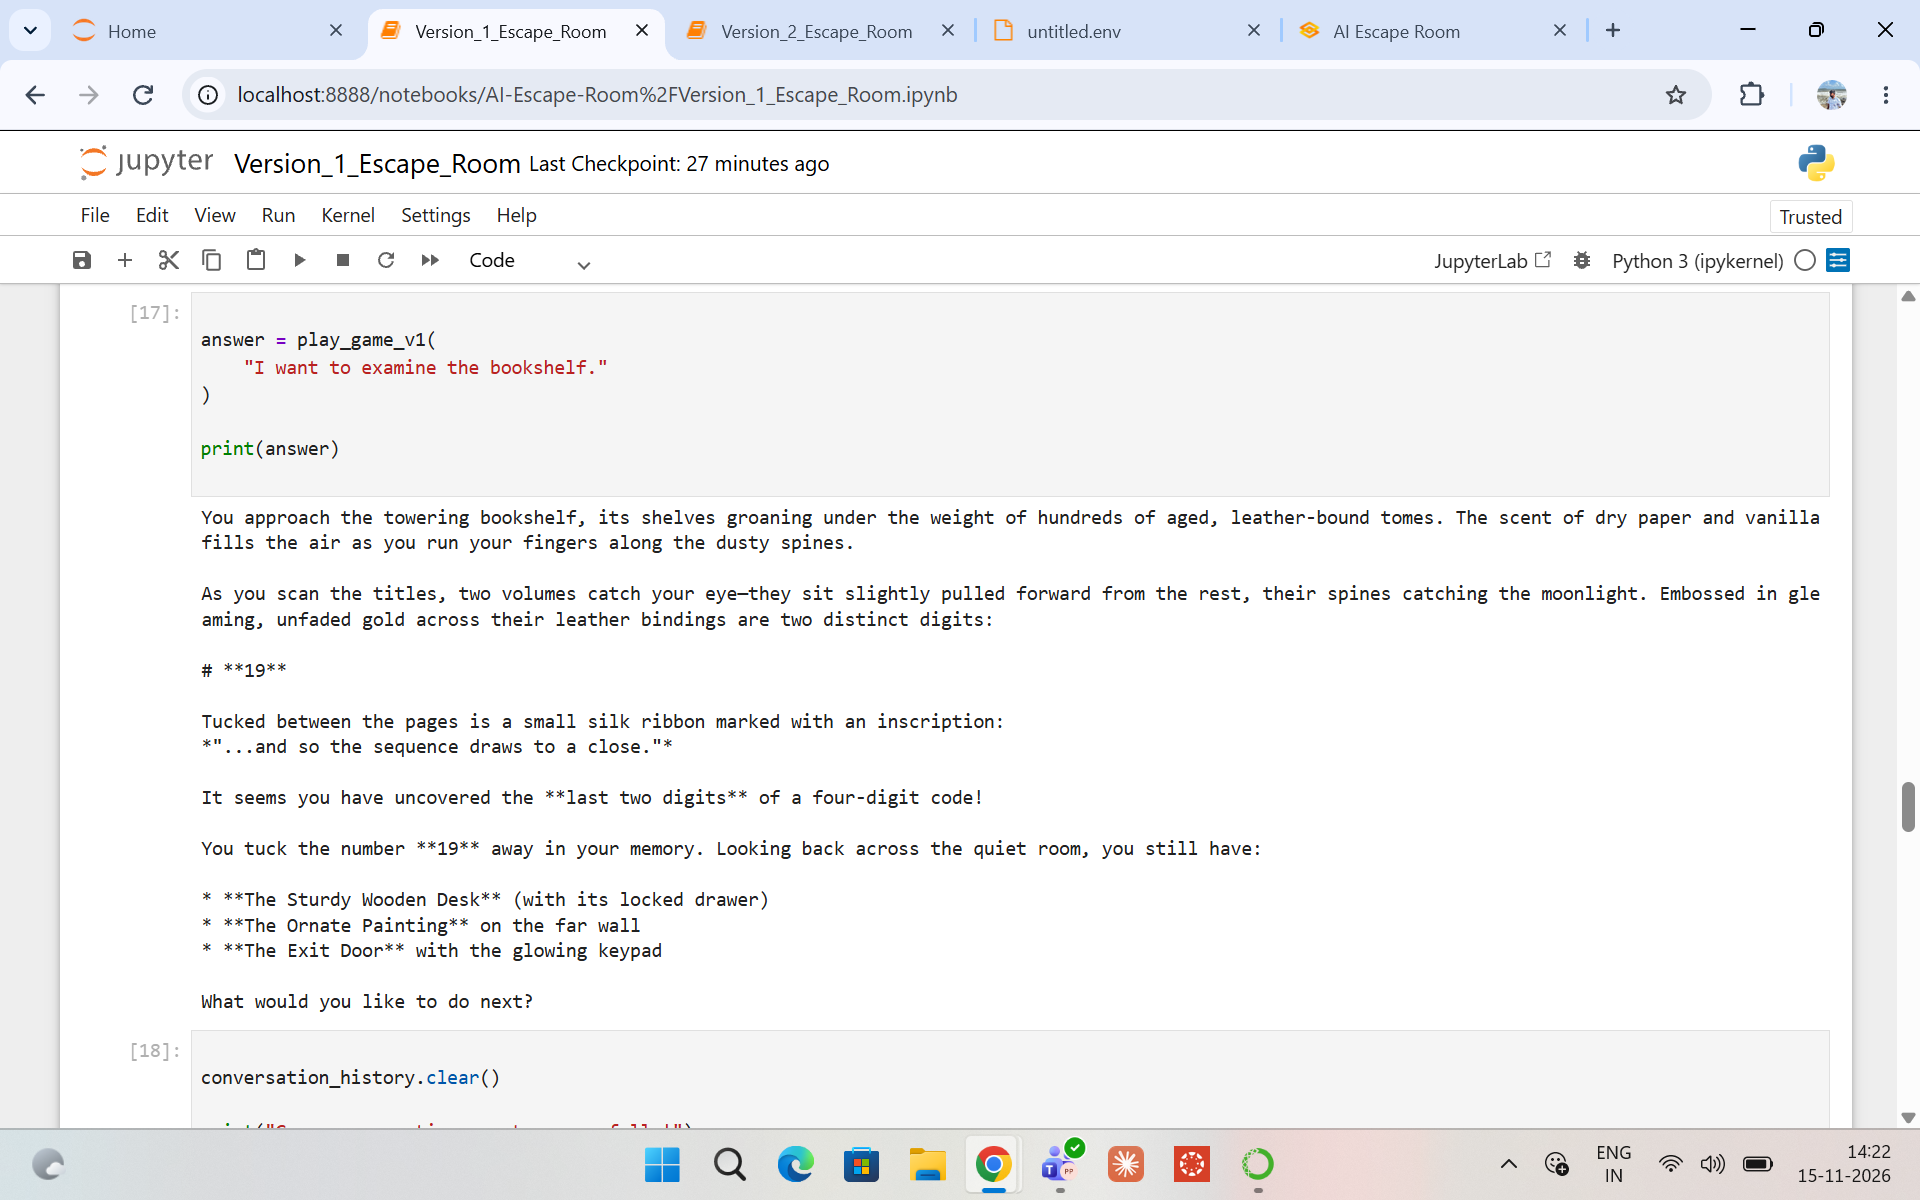 Home
Version_1_Escape_Room
Version_2_Escape_Room
untitled.env
AI Escape Room
localhost:8888/notebooks/AI-Escape-Room%2FVersion_1_Escape_Room.ipynb
jupyter Version_1_Escape_Room Last Checkpoint: 27 minutes ago
File Edit View Run Kernel Settings Help
Trusted
Code
JupyterLab
Python 3 (ipykernel)
[17]:
answer = play_game_v1(
"I want to examine the bookshelf."
)
print(answer)
You approach the towering bookshelf, its shelves groaning under the weight of hundreds of aged, leather-bound tomes. The scent of dry paper and vanilla
fills the air as you run your fingers along the dusty spines.
As you scan the titles, two volumes catch your eye—they sit slightly pulled forward from the rest, their spines catching the moonlight. Embossed in gle
aming, unfaded gold across their leather bindings are two distinct digits:
# **19**
Tucked between the pages is a small silk ribbon marked with an inscription:
*"...and so the sequence draws to a close."*
It seems you have uncovered the **last two digits** of a four-digit code!
You tuck the number **19** away in your memory. Looking back across the quiet room, you still have:
* **The Sturdy Wooden Desk** (with its locked drawer)
* **The Ornate Painting** on the far wall
* **The Exit Door** with the glowing keypad
What would you like to do next?
[18]:
conversation_history.clear()
ENG
IN
14:22
15-11-2026